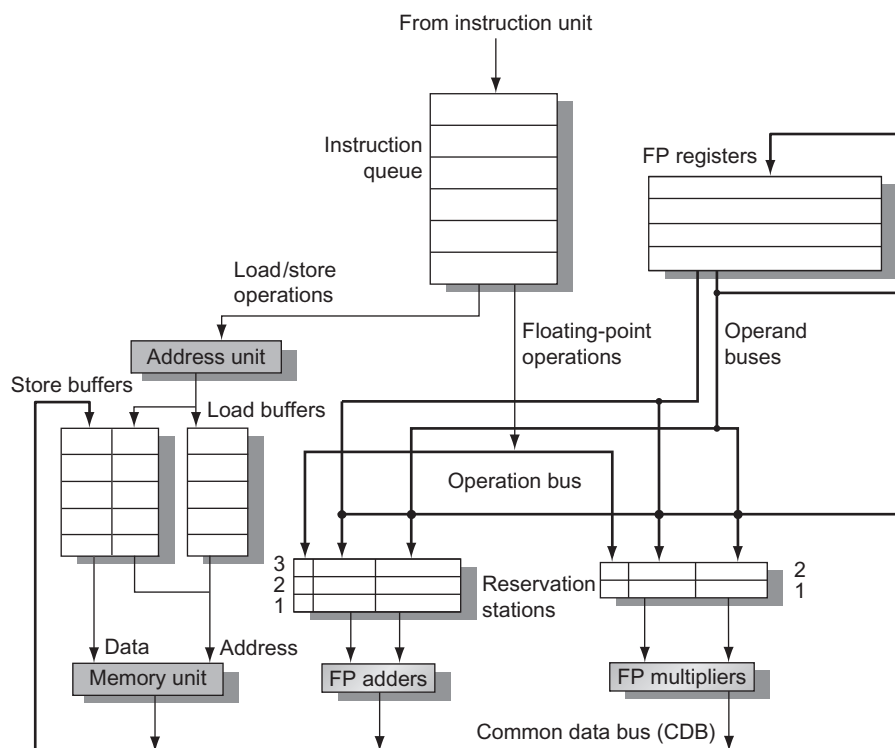 From instruction unit
Instruction
queue
FP registers
Load/store
operations
Floating-point
operations
Operand
buses
Address unit
Store buffers
Load buffers
Operation bus
3
2
1
Reservation
stations
2
1
Data
Address
Memory unit
FP adders
FP multipliers
Common data bus (CDB)